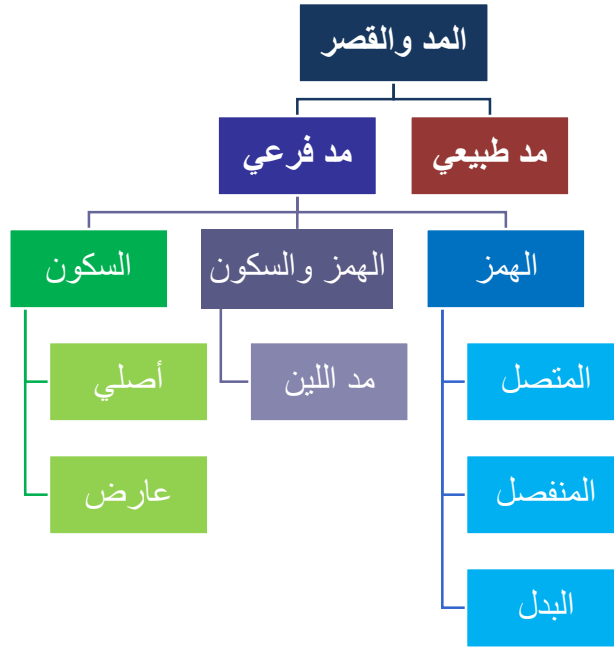 المد والقصر
مد طبيعي
مد فرعي
الهمز
الهمز والسكون
السكون
المتصل
مد اللين
أصلي
المنفصل
عارض
البدل